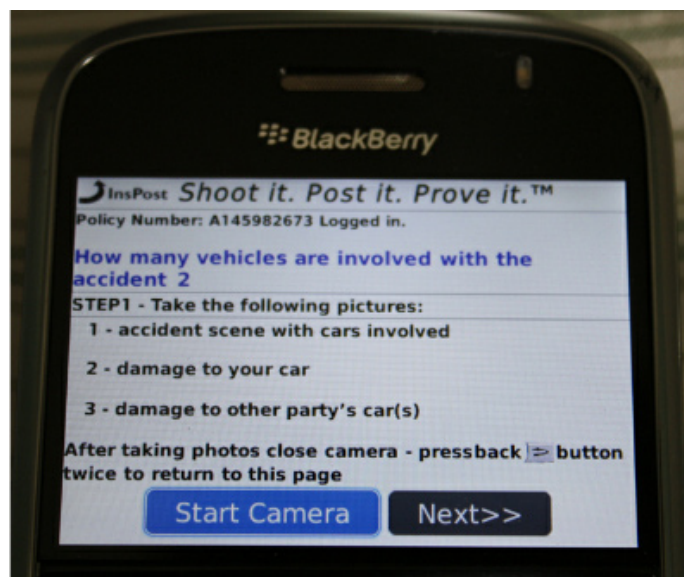 BlackBerry
InsPost Shoot it. Post it. Prove it.™
Policy Number: A145982673 Logged in.
How many vehicles are involved with the
accident 2
STEP1 - Take the following pictures:
1 - accident scene with cars involved
2 - damage to your car
3 - damage to other party's car(s)
After taking photos close camera - pressback button
twice to return to this page
Start Camera
Next>>